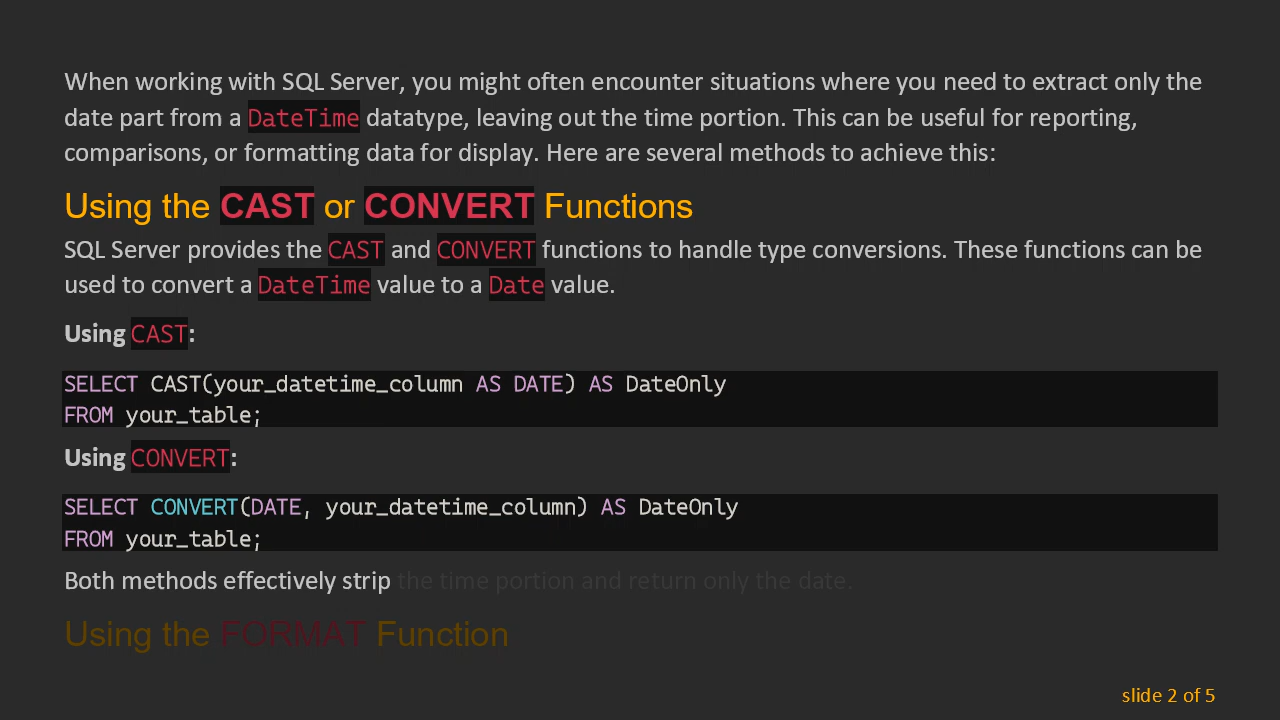 When working with SQL Server, you might often encounter situations where you need to extract only the
date part from a DateTime datatype, leaving out the time portion. This can be useful for reporting,
comparisons, or formatting data for display. Here are several methods to achieve this:
Using the CAST or CONVERT Functions
SQL Server provides the CAST and CONVERT functions to handle type conversions. These functions can be
used to convert a DateTime value to a Date value.
Using CAST:
SELECT CAST(your_datetime_column AS DATE) AS DateOnly
FROM your_table;
Using CONVERT:
SELECT CONVERT(DATE, your_datetime_column) AS DateOnly
FROM your_table;
Both methods effectively strip the time portion and return only the date.
Using the FORMAT Function
slide 2 of 5